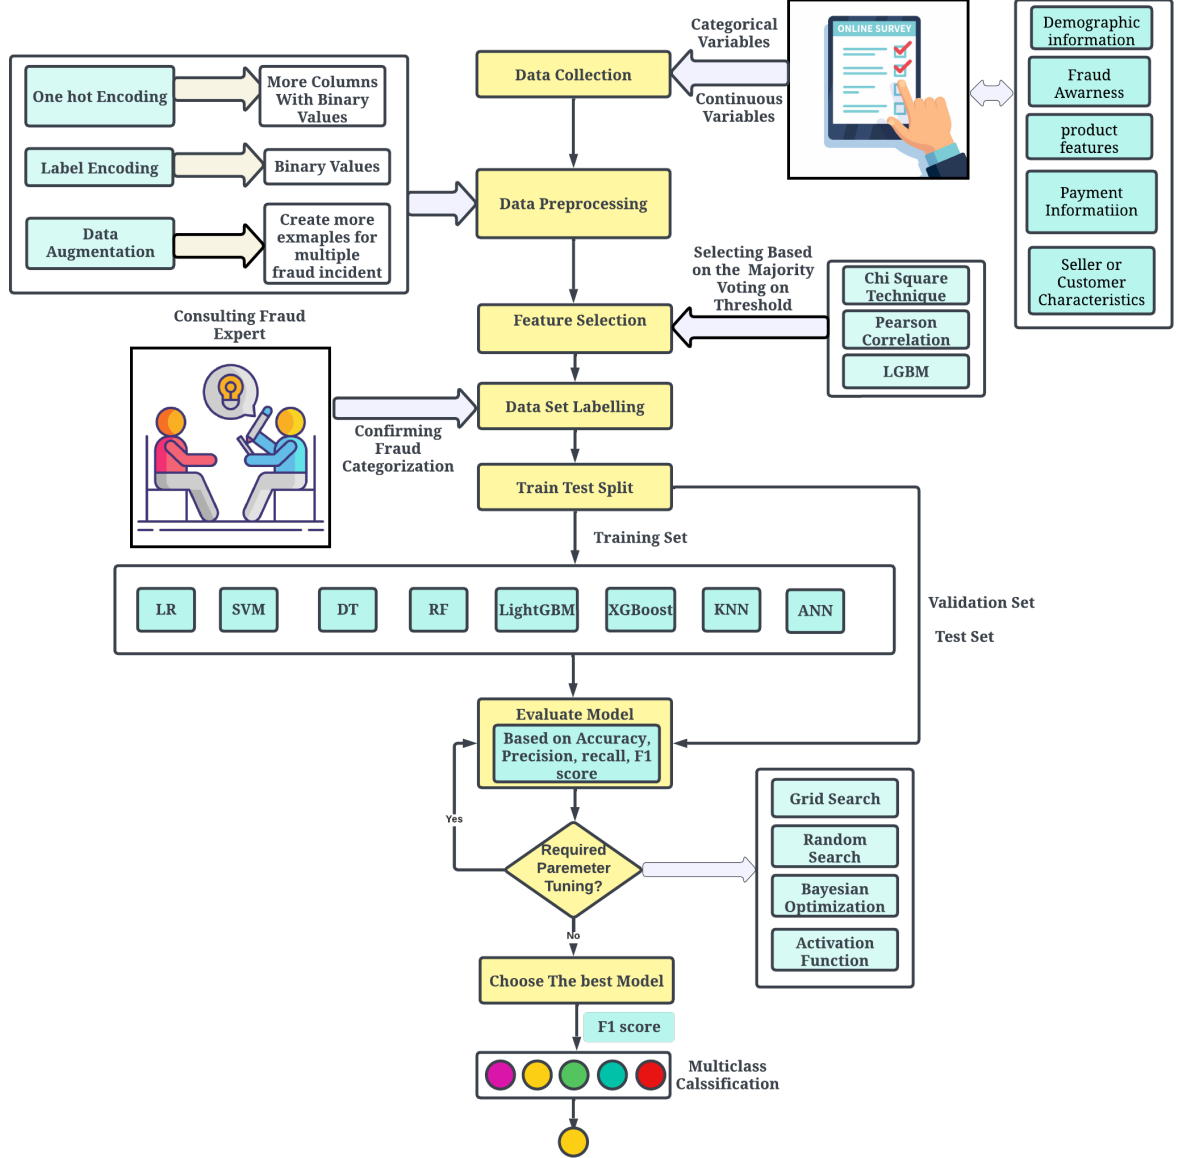 Categorical
Variables
Data Collection
Continuous
Variables
ONLINE SURVEY
Demographic
information
Fraud
Awarness
product
features
Payment
Informatiion
Seller or
Customer
Characteristics
One hot Encoding
More Columns
With Binary
Values
Label Encoding
Binary Values
Data
Augmentation
Create more
exmaples for
multiple
fraud incident
Data Preprocessing
Selecting Based
on the Majority
Voting on
Threshold
Chi Square
Technique
Pearson
Correlation
LGBM
Feature Selection
Consulting Fraud
Expert
Confirming
Fraud
Categorization
Data Set Labelling
Train Test Split
Training Set
Validation Set
Test Set
LR
SVM
DT
RF
LightGBM
XGBoost
KNN
ANN
Evaluate Model
Based on Accuracy,
Precision, recall, F1
score
Yes
Required
Paremeter
Tuning?
Grid Search
Random
Search
Bayesian
Optimization
Activation
Function
No
Choose The best Model
F1 score
Multiclass
Calssification